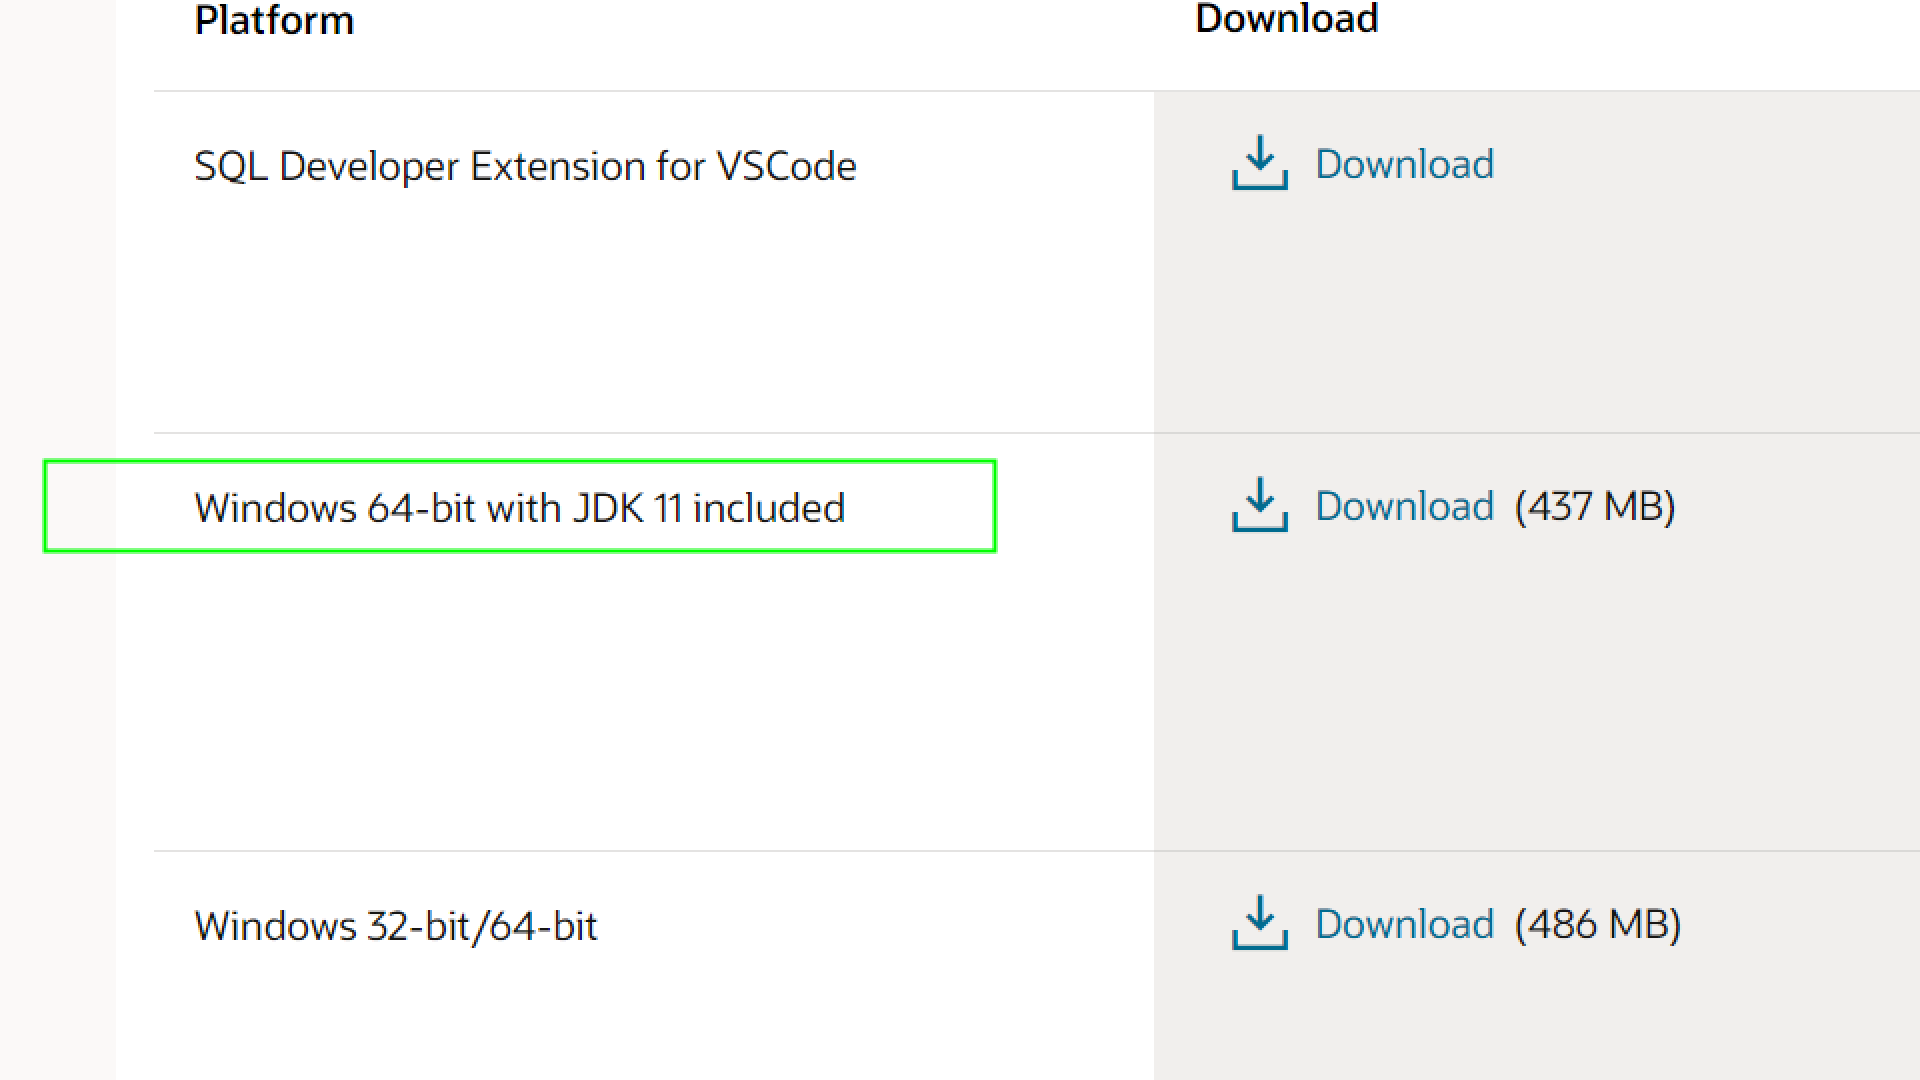 Platform Download
SQL Developer Extension for VSCode Download
Windows 64-bit with JDK 11 included Download (437 MB)
Windows 32-bit/64-bit Download (486 MB)